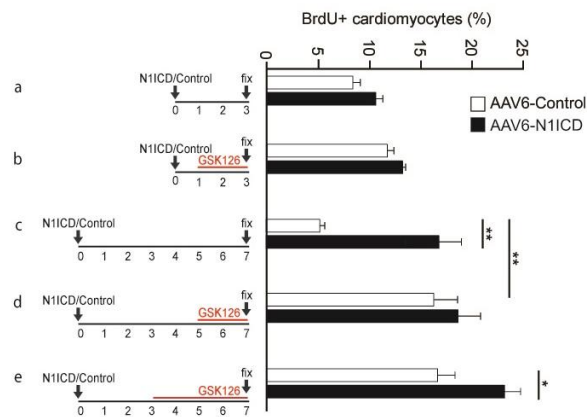 BrdU+ cardiomyocytes (%)
0 5 10 15 20 25
AAV6-Control
AAV6-N1ICD
a
N1ICD/Control fix
0 1 2 3
b
N1ICD/Control fix
GSK126
0 1 2 3
c
N1ICD/Control fix
0 1 2 3 4 5 6 7
**
**
d
N1ICD/Control fix
GSK126
0 1 2 3 4 5 6 7
e
N1ICD/Control fix
GSK126
0 1 2 3 4 5 6 7
*